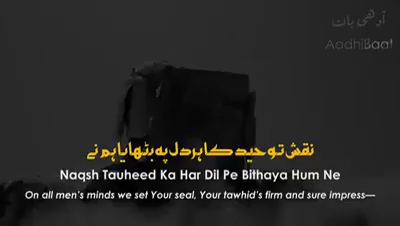 آدھی بات
AadhiBaat
نقش توحید کا ہر دل پہ بٹھایا ہم نے
Naqsh Tauheed Ka Har Dil Pe Bithaya Hum Ne
On all men's minds we set Your seal, Your tawhid's firm and sure impress—